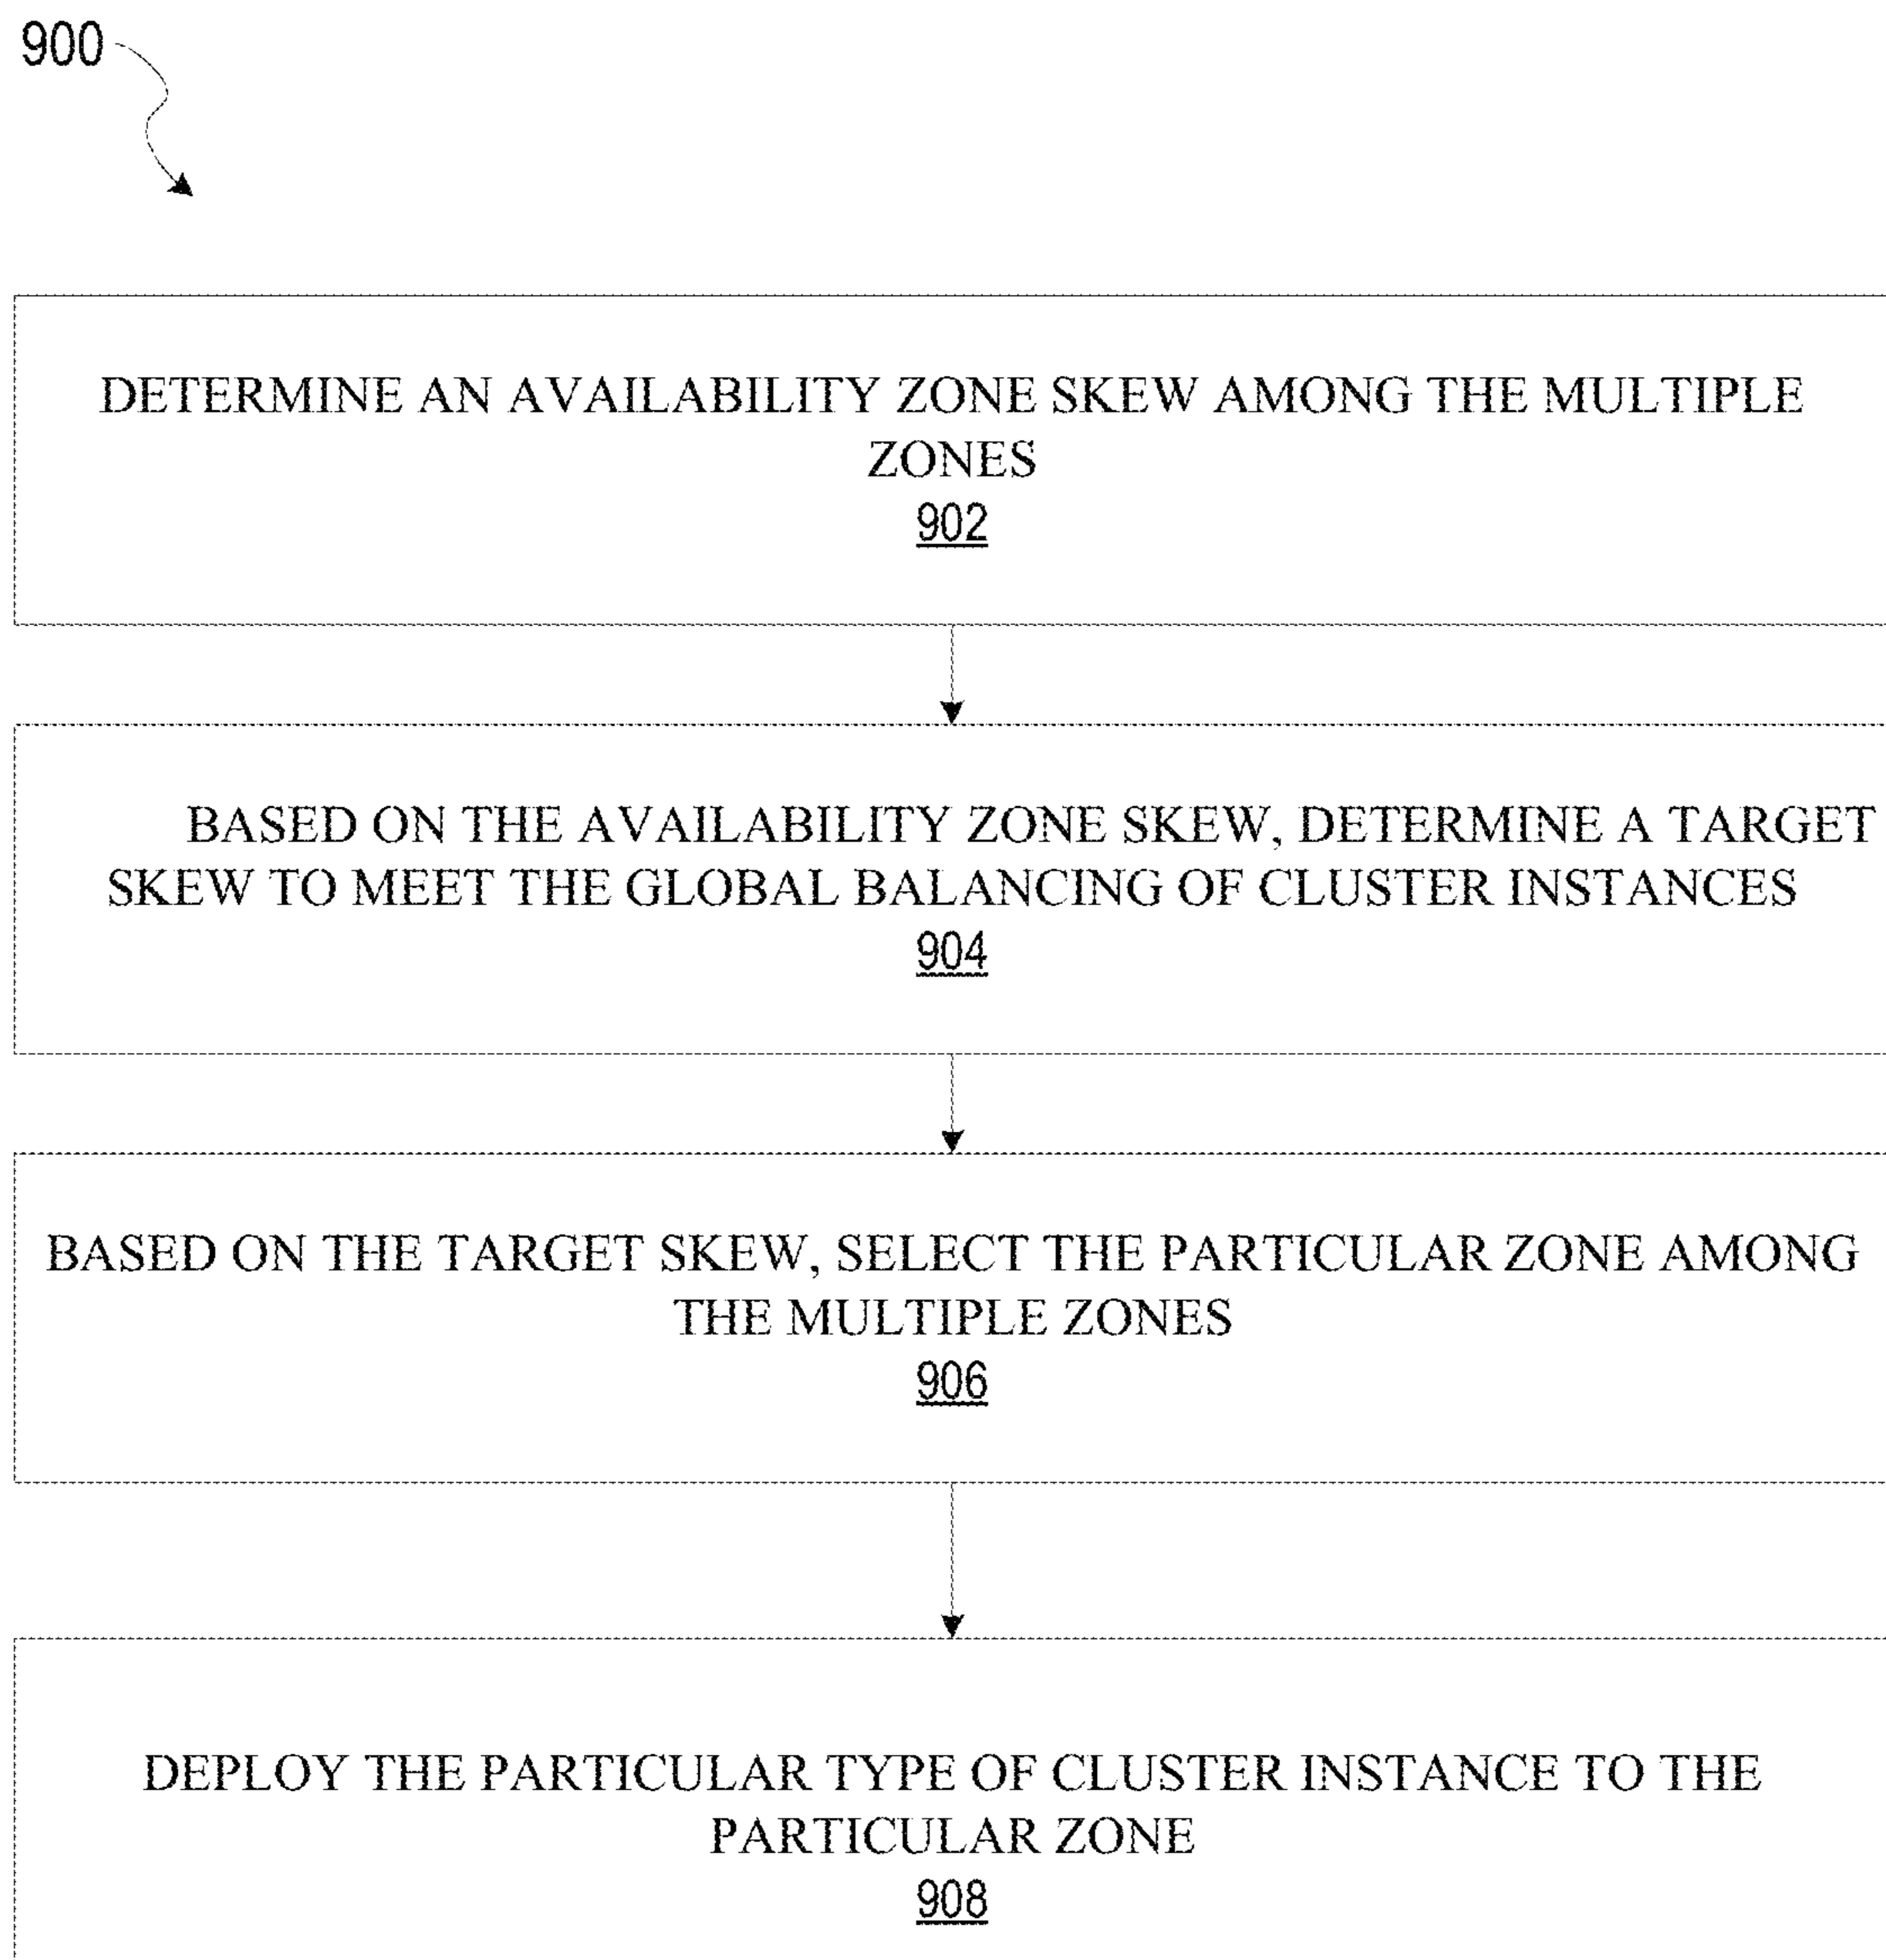 900
DETERMINE AN AVAILABILITY ZONE SKEW AMONG THE MULTIPLE
ZONES
902
BASED ON THE AVAILABILITY ZONE SKEW, DETERMINE A TARGET
SKEW TO MEET THE GLOBAL BALANCING OF CLUSTER INSTANCES
904
BASED ON THE TARGET SKEW, SELECT THE PARTICULAR ZONE AMONG
THE MULTIPLE ZONES
906
DEPLOY THE PARTICULAR TYPE OF CLUSTER INSTANCE TO THE
PARTICULAR ZONE
908